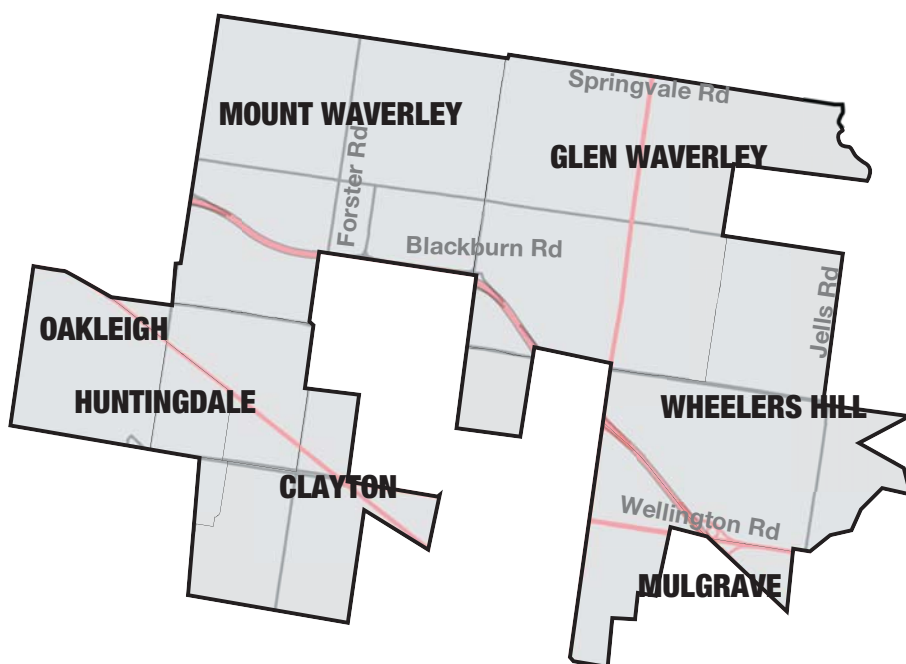 Springvale Rd
MOUNT WAVERLEY
GLEN WAVERLEY
Forster Rd
Blackburn Rd
Jells Rd
OAKLEIGH
HUNTINGDALE
WHEELERS HILL
CLAYTON
Wellington Rd
MULGRAVE